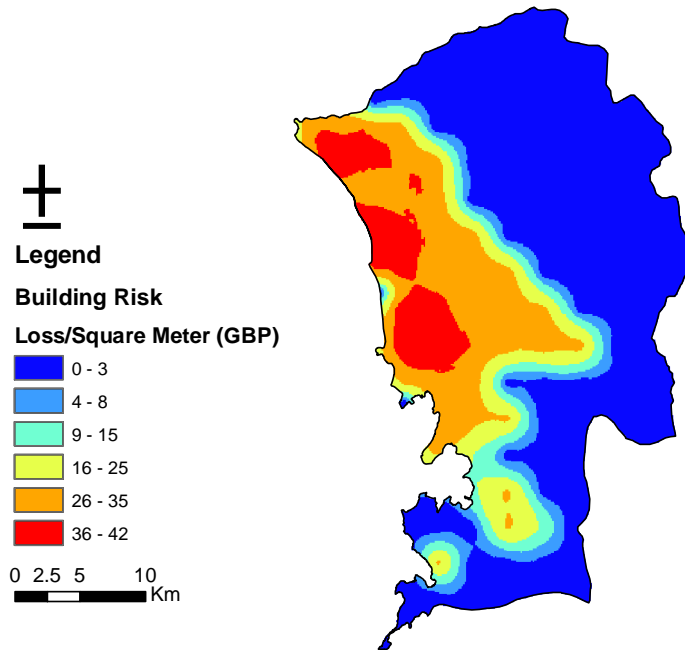 Legend
Building Risk
Loss/Square Meter (GBP)
0 - 3
4 - 8
9 - 15
16 - 25
26 - 35
36 - 42
0 2.5 5 10
Km